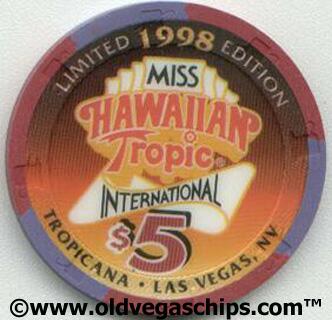 LIMITED 1998 EDITION
MISS
HAWAIIAN
Tropic®
INTERNATIONAL
$5
TROPICANA • LAS VEGAS, NV
©www.oldvegaschips.com™